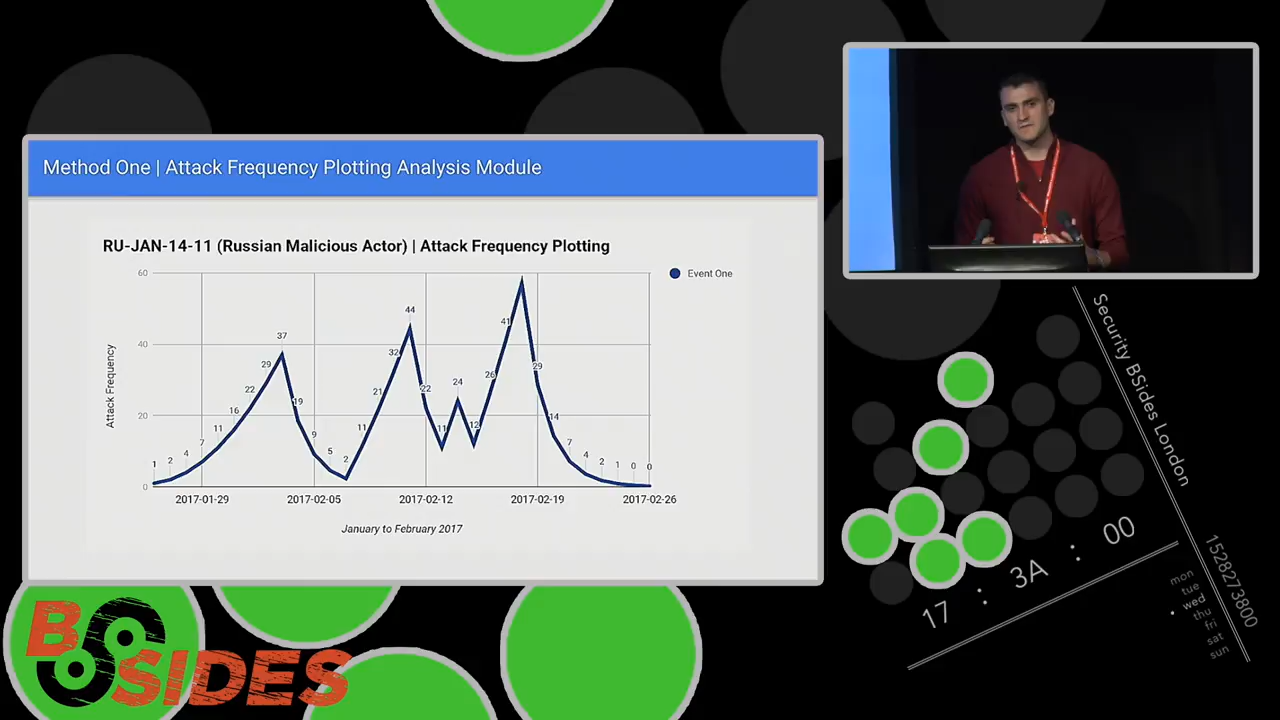 Method One | Attack Frequency Plotting Analysis Module
RU-JAN-14-11 (Russian Malicious Actor) | Attack Frequency Plotting
Event One
Attack Frequency
60
40
20
0
1
2
4
7
11
16
22
29
37
19
9
5
2
11
21
32
44
22
11
24
12
26
41
29
14
7
4
2
1
0
0
2017-01-29
2017-02-05
2017-02-12
2017-02-19
2017-02-26
January to February 2017
Security BSides London
17 : 3A : 00
1528273800
mon
tue
wed
thu
fri
sat
sun
BSIDES